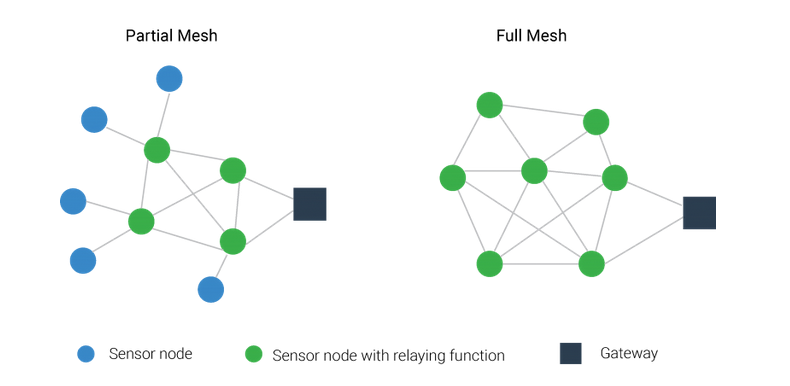 Partial Mesh
Full Mesh
Sensor node
Sensor node with relaying function
Gateway